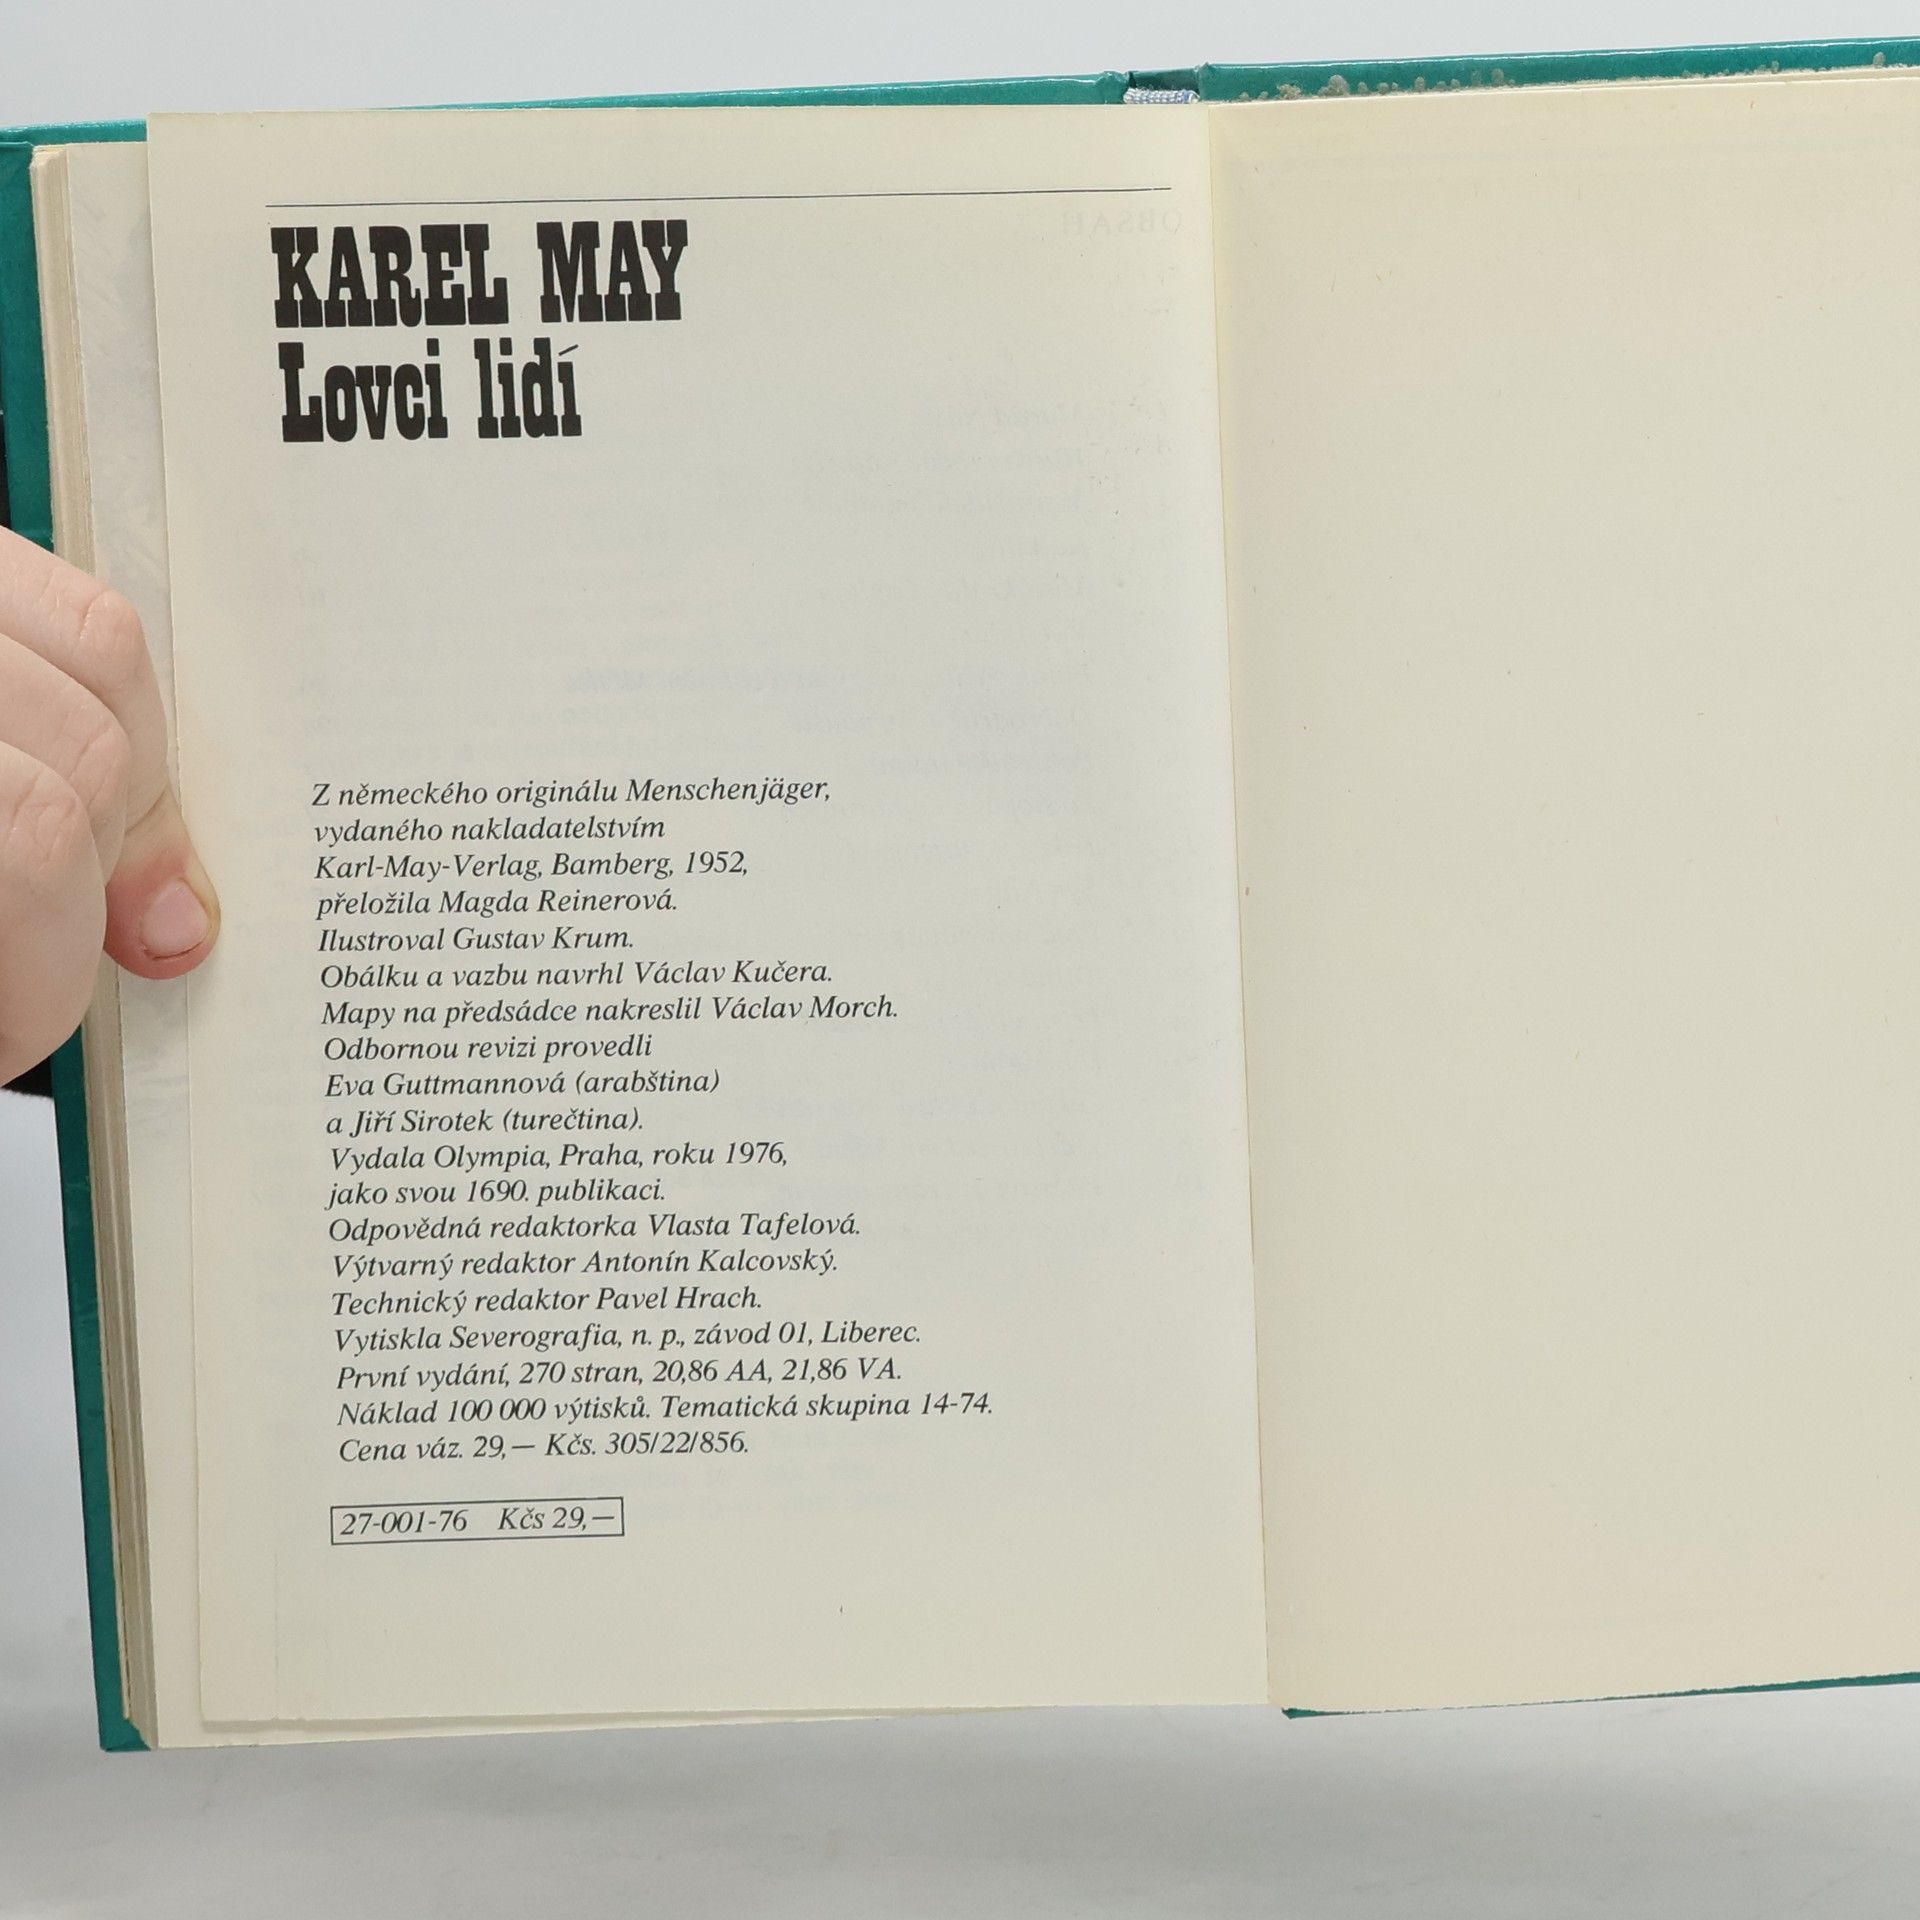 KAREL MAY
Lovci lidí
Z německého originálu Menschenjäger,
vydaného nakladatelstvím
Karl-May-Verlag, Bamberg, 1952,
přeložila Magda Reinerová.
Ilustroval Gustav Krum.
Obálku a vazbu navrhl Václav Kučera.
Mapy na předsádce nakreslil Václav Morch.
Odbornou revizi provedli
Eva Guttmannová (arabština)
a Jiří Sirotek (turečtina).
Vydala Olympia, Praha, roku 1976,
jako svou 1690. publikaci.
Odpovědná redaktorka Vlasta Tafelová.
Výtvarný redaktor Antonín Kalcovský.
Technický redaktor Pavel Hrach.
Vytiskla Severografia, n. p., závod 01, Liberec.
První vydání, 270 stran, 20,86 AA, 21,86 VA.
Náklad 100 000 výtisků. Tematická skupina 14-74.
Cena váz. 29,— Kčs. 305/22/856.
27-001-76 Kčs 29,—